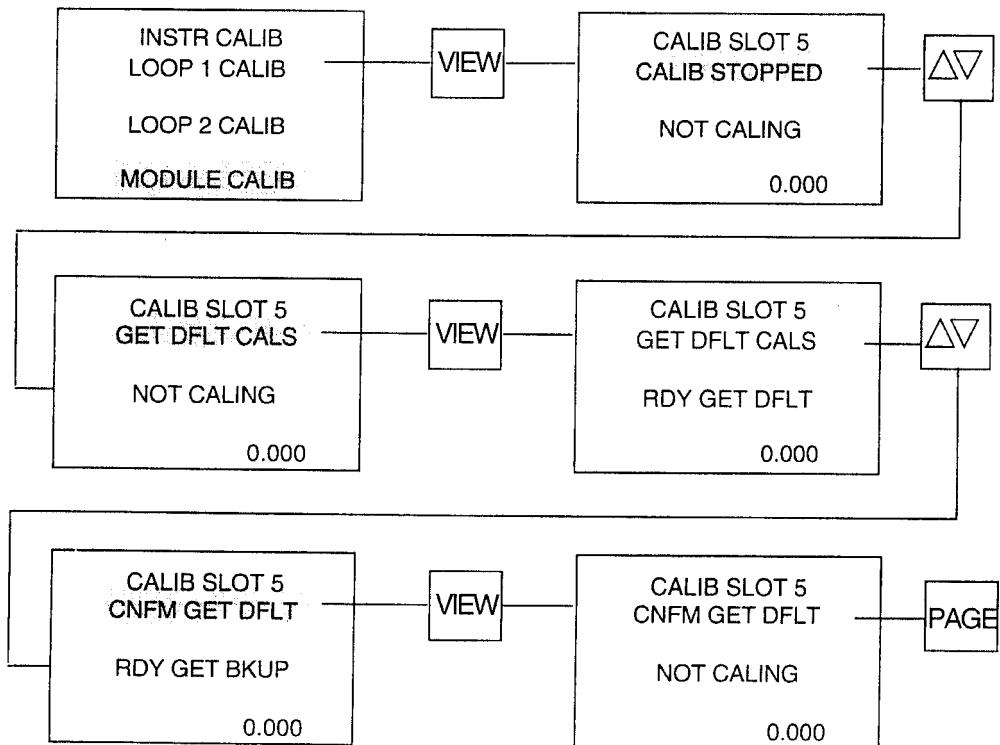 INSTR CALIB
LOOP 1 CALIB
LOOP 2 CALIB
MODULE CALIB
VIEW
CALIB SLOT 5
CALIB STOPPED
NOT CALING
0.000
CALIB SLOT 5
GET DFLT CALS
NOT CALING
0.000
VIEW
CALIB SLOT 5
GET DFLT CALS
RDY GET DFLT
0.000
CALIB SLOT 5
CNFM GET DFLT
RDY GET BKUP
0.000
VIEW
CALIB SLOT 5
CNFM GET DFLT
NOT CALING
0.000
PAGE